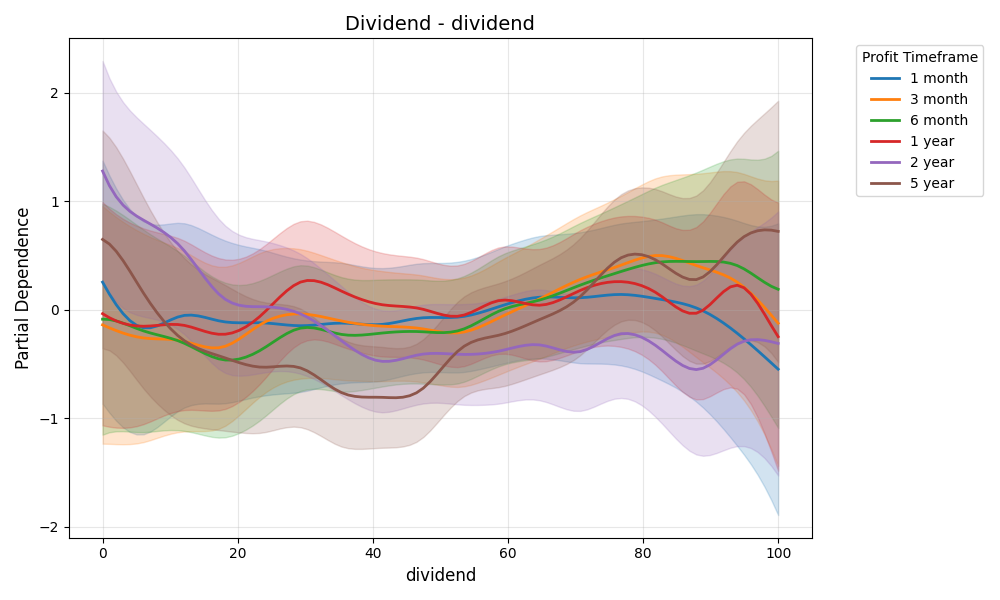 Dividend - dividend
Partial Dependence
2
1
0
−1
−2
0
20
40
60
80
100
dividend
Profit Timeframe
1 month
3 month
6 month
1 year
2 year
5 year